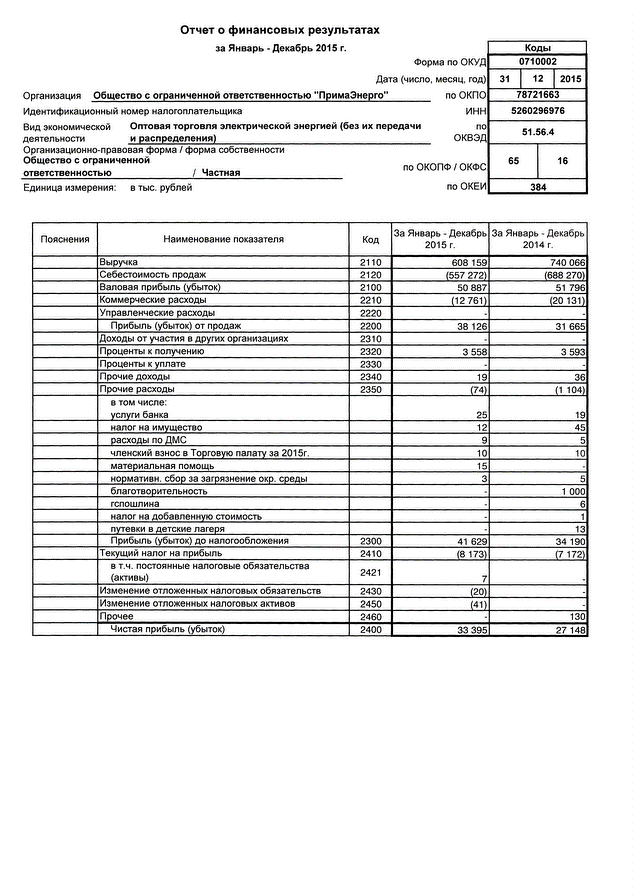 Отчет о финансовых результатах
за Январь - Декабрь 2015 г.
Коды
Форма по ОКУД 0710002
Дата (число, месяц, год) 31 12 2015
Организация Общество с ограниченной ответственностью "ПримаЭнерго" по ОКПО 78721663
Идентификационный номер налогоплательщика ИНН 5260296976
Вид экономической деятельности Оптовая торговля электрической энергией (без их передачи и распределения) по ОКВЭД 51.56.4
Организационно-правовая форма / форма собственности
Общество с ограниченной
ответственностью / Частная по ОКОПФ / ОКФС 65 16
Единица измерения: в тыс. рублей по ОКЕИ 384
Пояснения Наименование показателя Код За Январь - Декабрь 2015 г. За Январь - Декабрь 2014 г.
Выручка 2110 608 159 740 066
Себестоимость продаж 2120 (557 272) (688 270)
Валовая прибыль (убыток) 2100 50 887 51 796
Коммерческие расходы 2210 (12 761) (20 131)
Управленческие расходы 2220 - -
Прибыль (убыток) от продаж 2200 38 126 31 665
Доходы от участия в других организациях 2310 - -
Проценты к получению 2320 3 558 3 593
Проценты к уплате 2330 - -
Прочие доходы 2340 19 36
Прочие расходы 2350 (74) (1 104)
в том числе:
услуги банка 25 19
налог на имущество 12 45
расходы по ДМС 9 5
членский взнос в Торговую палату за 2015г. 10 10
материальная помощь 15 -
нормативн. сбор за загрязнение окр. среды 3 5
благотворительность - 1 000
гспошлина - 6
налог на добавленную стоимость - 1
путевки в детские лагеря - 13
Прибыль (убыток) до налогообложения 2300 41 629 34 190
Текущий налог на прибыль 2410 (8 173) (7 172)
в т.ч. постоянные налоговые обязательства
(активы) 2421 7 -
Изменение отложенных налоговых обязательств 2430 (20) -
Изменение отложенных налоговых активов 2450 (41) -
Прочее 2460 - 130
Чистая прибыль (убыток) 2400 33 395 27 148